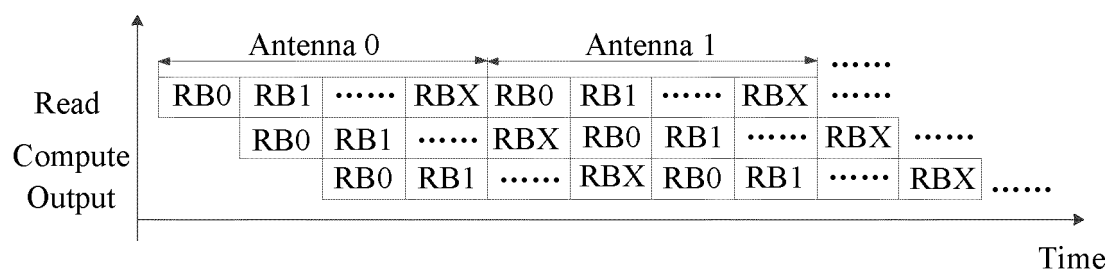 Antenna 0 Antenna 1 ……
Read RB0 RB1 …… RBX RB0 RB1 …… RBX ……
Compute RB0 RB1 …… RBX RB0 RB1 …… RBX ……
Output RB0 RB1 …… RBX RB0 RB1 …… RBX ……
Time